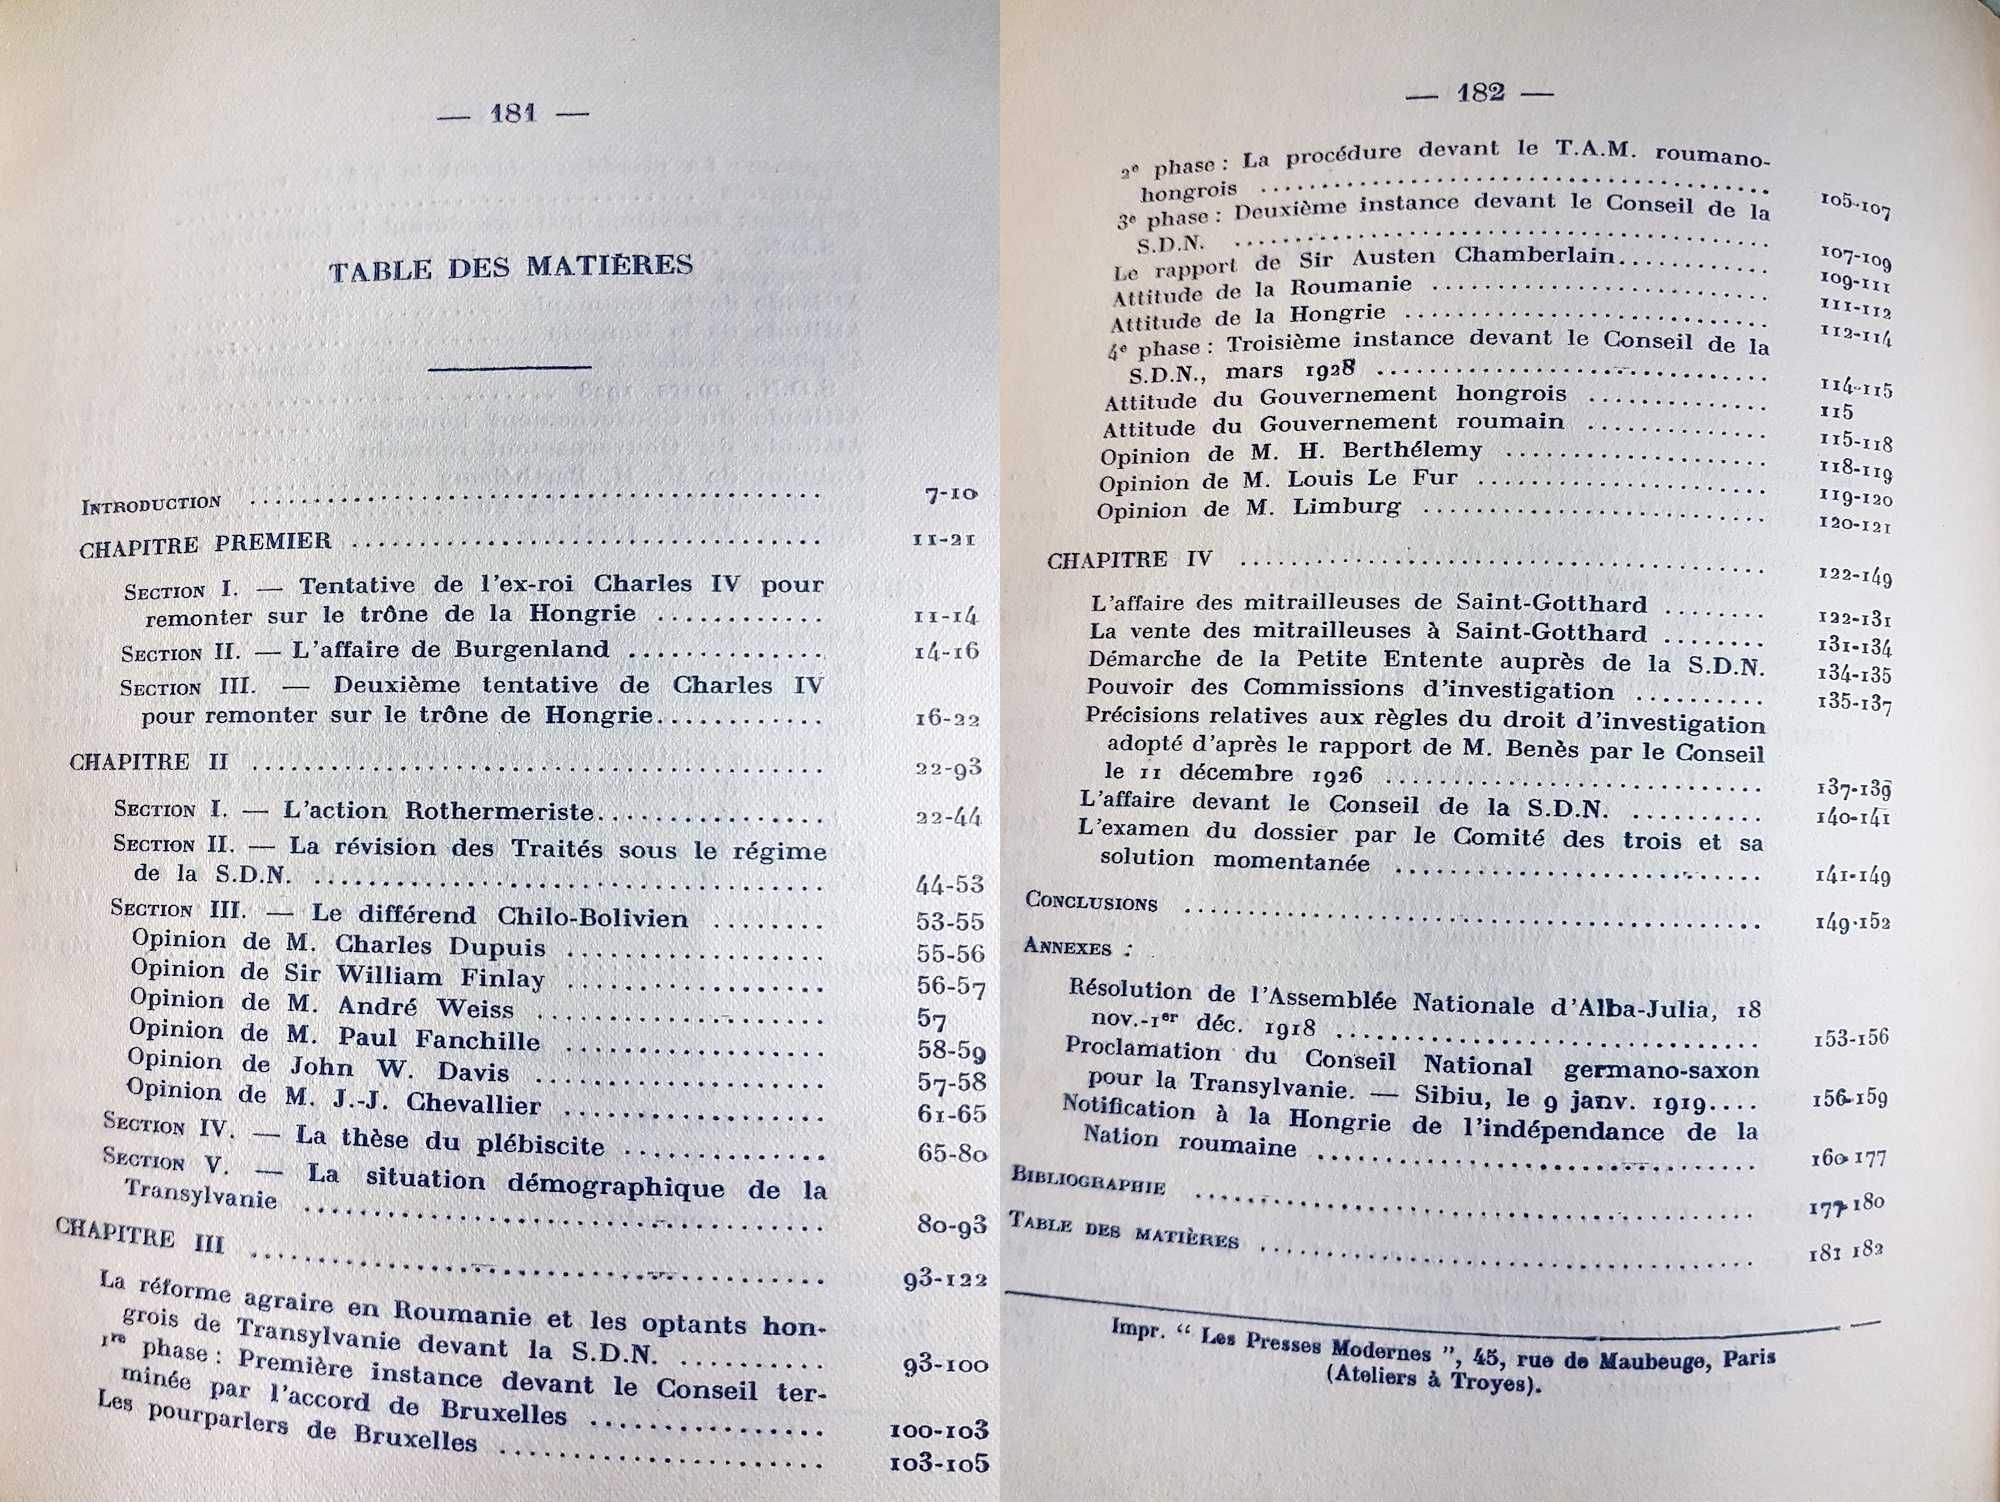 — 181 —
TABLE DES MATIÈRES
INTRODUCTION .......... 7-10
CHAPITRE PREMIER .......... 11-21
SECTION I. — Tentative de l'ex-roi Charles IV pour
remonter sur le trône de la Hongrie .......... 11-14
SECTION II. — L'affaire de Burgenland .......... 14-16
SECTION III. — Deuxième tentative de Charles IV
pour remonter sur le trône de Hongrie.......... 16-22
CHAPITRE II .......... 22-93
SECTION I. — L'action Rothermeriste.......... 22-44
SECTION II. — La révision des Traités sous le régime
de la S.D.N. .......... 44-53
SECTION III. — Le différend Chilo-Bolivien .......... 53-55
Opinion de M. Charles Dupuis .......... 55-56
Opinion de Sir William Finlay .......... 56-57
Opinion de M. André Weiss .......... 57
Opinion de M. Paul Fanchille .......... 58-59
Opinion de John W. Davis .......... 57-58
Opinion de M. J.-J. Chevallier .......... 61-65
SECTION IV. — La thèse du plébiscite .......... 65-80
SECTION V. — La situation démographique de la
Transylvanie .......... 80-93
CHAPITRE III .......... 93-122
La réforme agraire en Roumanie et les optants hon-
grois de Transylvanie devant la S.D.N. .......... 93-100
1re phase : Première instance devant le Conseil ter-
minée par l'accord de Bruxelles .......... 100-103
Les pourparlers de Bruxelles .......... 103-105
— 182 —
2e phase : La procédure devant le T.A.M. roumano-
hongrois .......... 105-107
3e phase : Deuxième instance devant le Conseil de la
S.D.N. .......... 107-109
Le rapport de Sir Austen Chamberlain.......... 109-111
Attitude de la Roumanie .......... 111-112
Attitude de la Hongrie .......... 112-114
4e phase : Troisième instance devant le Conseil de la
S.D.N., mars 1928 .......... 114-115
Attitude du Gouvernement hongrois .......... 115
Attitude du Gouvernement roumain .......... 115-118
Opinion de M. H. Berthélemy .......... 118-119
Opinion de M. Louis Le Fur .......... 119-120
Opinion de M. Limburg .......... 120-121
CHAPITRE IV .......... 122-149
L'affaire des mitrailleuses de Saint-Gotthard .......... 122-131
La vente des mitrailleuses à Saint-Gotthard .......... 131-134
Démarche de la Petite Entente auprès de la S.D.N. 134-135
Pouvoir des Commissions d'investigation .......... 135-137
Précisions relatives aux règles du droit d'investigation
adopté d'après le rapport de M. Benès par le Conseil
le 11 décembre 1926 .......... 137-139
L'affaire devant le Conseil de la S.D.N. .......... 140-141
L'examen du dossier par le Comité des trois et sa
solution momentanée .......... 141-149
CONCLUSIONS .......... 149-152
ANNEXES :
Résolution de l'Assemblée Nationale d'Alba-Julia, 18
nov.-1er déc. 1918 .......... 153-156
Proclamation du Conseil National germano-saxon
pour la Transylvanie. — Sibiu, le 9 janv. 1919.... 156-159
Notification à la Hongrie de l'indépendance de la
Nation roumaine .......... 160-177
BIBLIOGRAPHIE .......... 177-180
TABLE DES MATIÈRES .......... 181 182
Impr. “ Les Presses Modernes ”, 45, rue de Maubeuge, Paris
(Ateliers à Troyes).